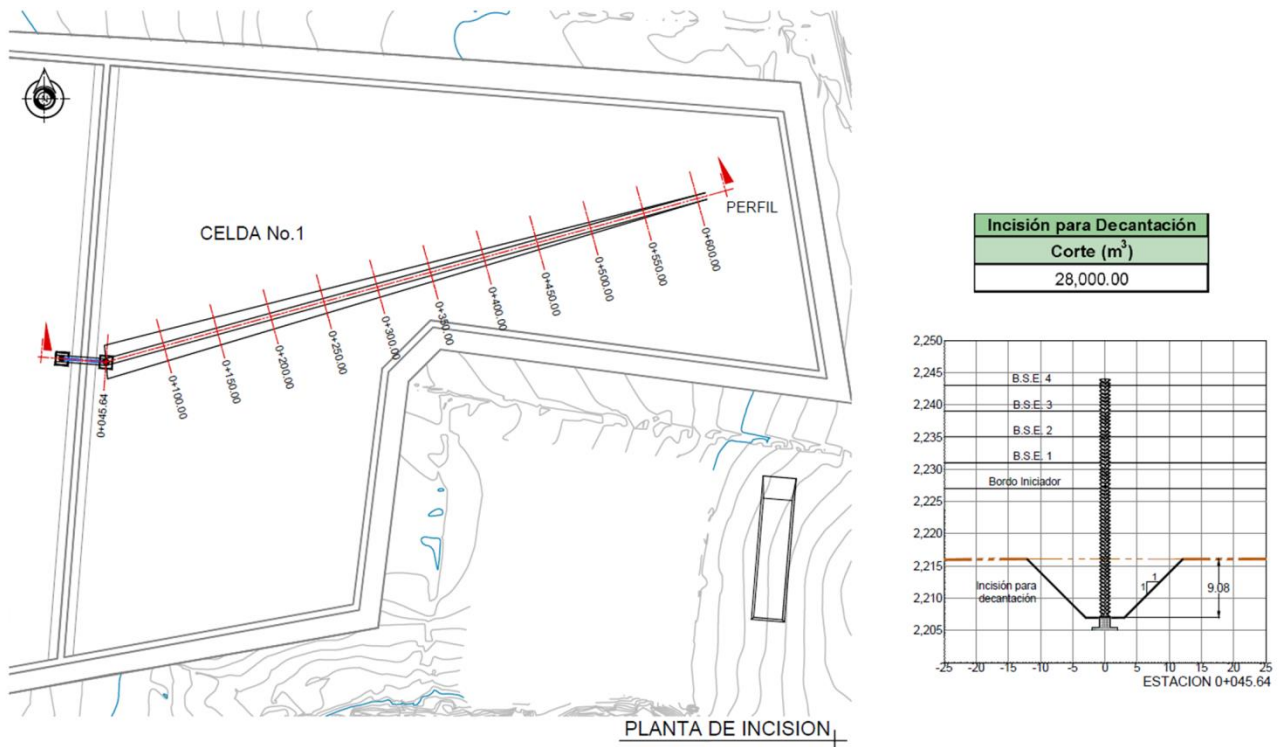 CELDA No.1
PERFIL
0+045.64
0+100.00
0+150.00
0+200.00
0+250.00
0+300.00
0+350.00
0+400.00
0+450.00
0+500.00
0+550.00
0+600.00
PLANTA DE INCISION
Incisión para Decantación
Corte (m³)
28,000.00
2,250
2,245
2,240
2,235
2,230
2,225
2,220
2,215
2,210
2,205
B.S.E. 4
B.S.E. 3
B.S.E. 2
B.S.E. 1
Bordo Iniciador
Incisión para
decantación
1
1
9.08
-25 -20 -15 -10 -5 0 5 10 15 20 25
ESTACION 0+045.64